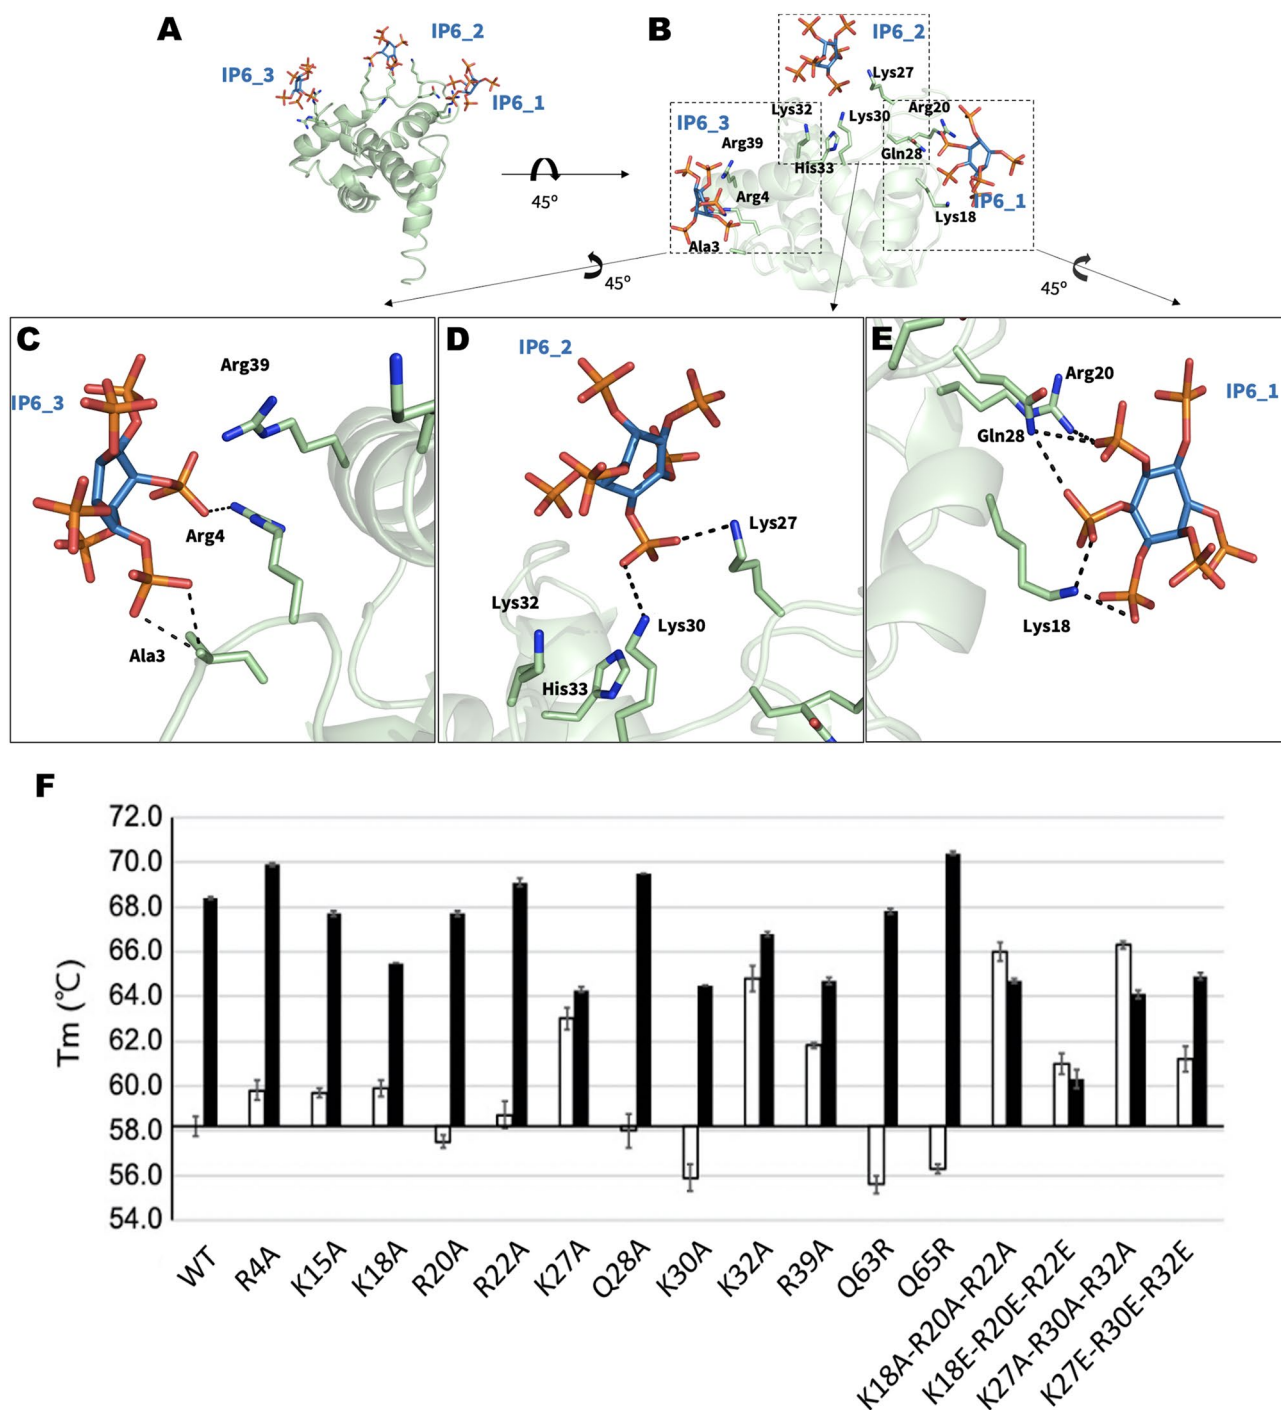 A
IP6_2
IP6_3
IP6_1
45°
B
IP6_2
Lys27
Lys32
Lys30
Arg20
IP6_3
Arg39
His33
Gln28
Arg4
Lys18
IP6_1
Ala3
45°
45°
C
Arg39
IP6_3
Arg4
Ala3
D
IP6_2
Lys27
Lys32
Lys30
His33
E
Arg20
IP6_1
Gln28
Lys18
F
Tm (℃)
72.0
70.0
68.0
66.0
64.0
62.0
60.0
58.0
56.0
54.0
WT
R4A
K15A
K18A
R20A
R22A
K27A
Q28A
K30A
K32A
R39A
Q63R
Q65R
K18A-R20A-R22A
K18E-R20E-R22E
K27A-R30A-R32A
K27E-R30E-R32E